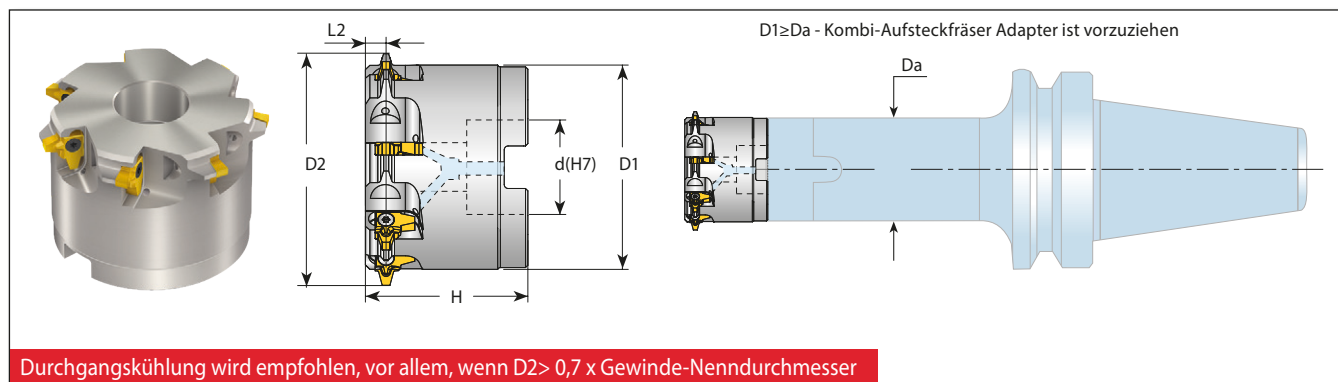 D1≥Da - Kombi-Aufsteckfräser Adapter ist vorzuziehen
L2
Da
D2
d(H7)
D1
H
Durchgangskühlung wird empfohlen, vor allem, wenn D2> 0,7 x Gewinde-Nenndurchmesser